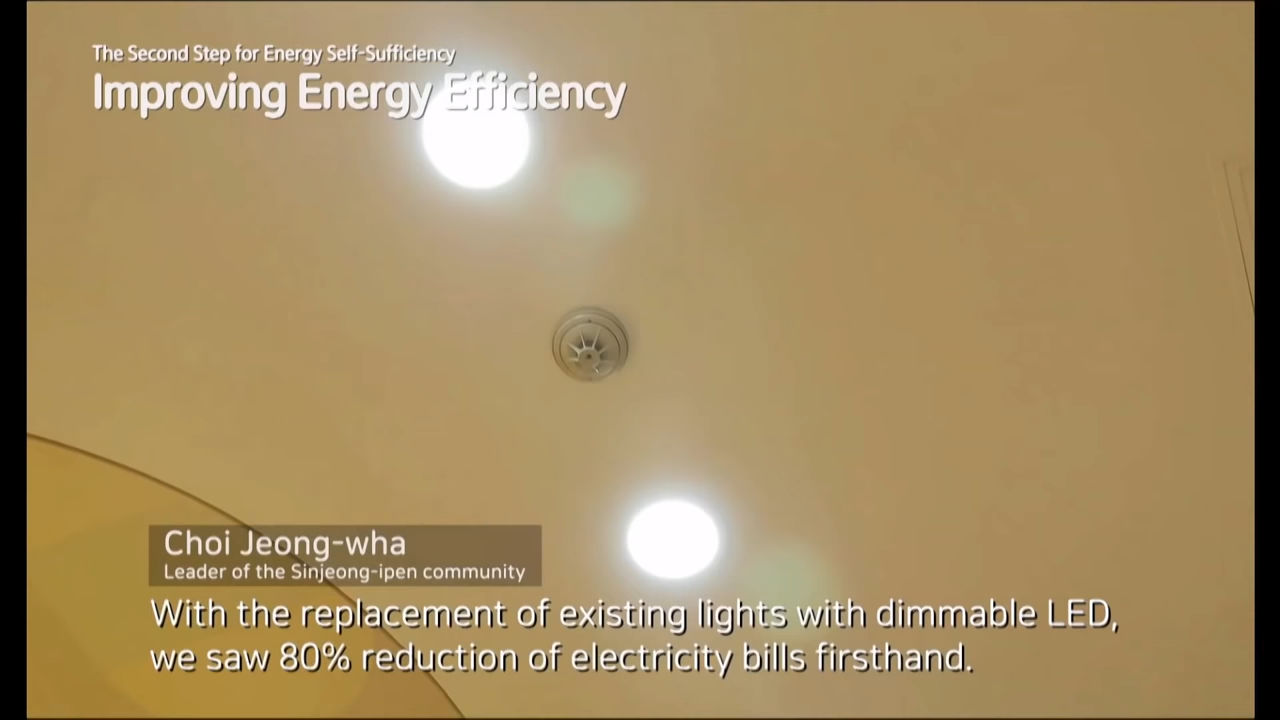 The Second Step for Energy Self-Sufficiency
Improving Energy Efficiency
Choi Jeong-wha
Leader of the Sinjeong-ipen community
With the replacement of existing lights with dimmable LED,
we saw 80% reduction of electricity bills firsthand.